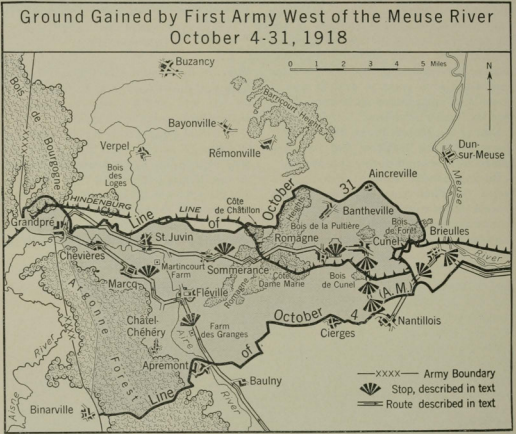 Ground Gained by First Army West of the Meuse River
October 4-31, 1918
Buzancy
0 1 2 3 4 5 Miles
N
Bois
de
Bourgogne
XXXX
Barricourt Heights
Bayonville
Verpel
Rémonville
Dun-
sur-Meuse
Bois
des
Loges
Meuse
Aincreville
HINDENBURG
LINE
Côte
de Châtillon
October 31
Line of
Heights
Bantheville
Bois de la Pultière
Bois
de Forêt
Grandpré
St. Juvin
Romagne
Cunel
Brieulles
River
Chevières
Martincourt
Farm
Sommerance
Côte
Dame Marie
Bois
de Cunel
(A.M.)
Marcq
Romagne
Fléville
Argonne
Forest
Châtel-
Chéhéry
Aire
Farm
des Granges
October 4
Cierges
Nantillois
of
Apremont
River
Baulny
Line
Aisne
River
Binarville
XXXX Army Boundary
Stop, described in text
Route described in text